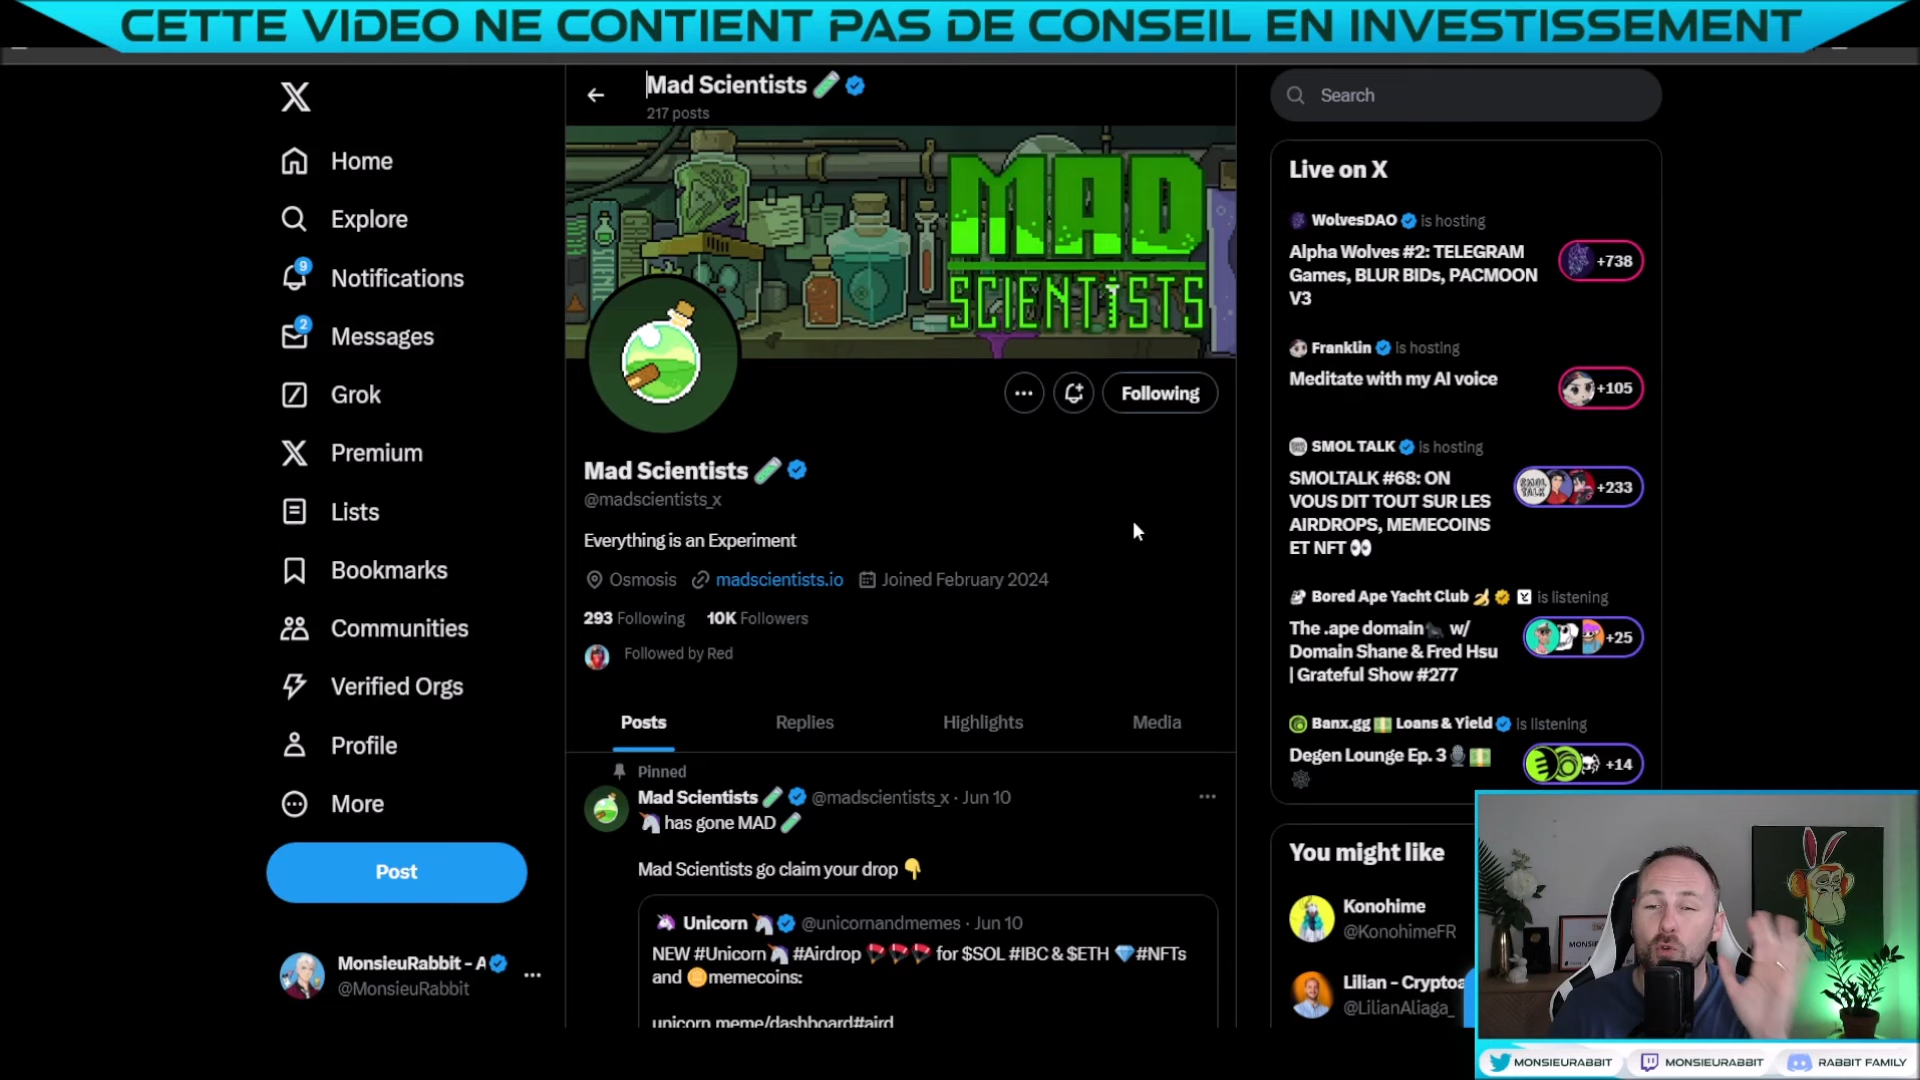 CETTE VIDEO NE CONTIENT PAS DE CONSEIL EN INVESTISSEMENT
Home
Explore
9
Notifications
2
Messages
Grok
Premium
Lists
Bookmarks
Communities
Verified Orgs
Profile
More
Post
MonsieuRabbit - A
@MonsieuRabbit
Mad Scientists
217 posts
MAD
SCIENTISTS
Following
Mad Scientists
@madscientists_x
Everything is an Experiment
Osmosis madscientists.io Joined February 2024
293 Following 10K Followers
Followed by Red
Posts Replies Highlights Media
Pinned
Mad Scientists @madscientists_x · Jun 10
🦄 has gone MAD 🧪
Mad Scientists go claim your drop 👇
Unicorn 🦄 @unicornandmemes · Jun 10
NEW #Unicorn🦄 #Airdrop 🪂🪂🪂 for $SOL #IBC & $ETH 💎#NFTs
and 🪙memecoins:
unicorn.meme/dashboard#aird
Search
Live on X
WolvesDAO is hosting
Alpha Wolves #2: TELEGRAM
Games, BLUR BIDs, PACMOON
V3
+738
Franklin is hosting
Meditate with my AI voice
+105
SMOL TALK is hosting
SMOLTALK #68: ON
VOUS DIT TOUT SUR LES
AIRDROPS, MEMECOINS
ET NFT 👀
+233
Bored Ape Yacht Club 🍌 is listening
The .ape domain🦍 w/
Domain Shane & Fred Hsu
| Grateful Show #277
+25
Banx.gg 💵 Loans & Yield is listening
Degen Lounge Ep. 3🎙️💵
🕸
+14
You might like
Konohime
@KonohimeFR
Lilian - Cryptoa
@LilianAliaga_
MONSIEURABBIT MONSIEURABBIT RABBIT FAMILY